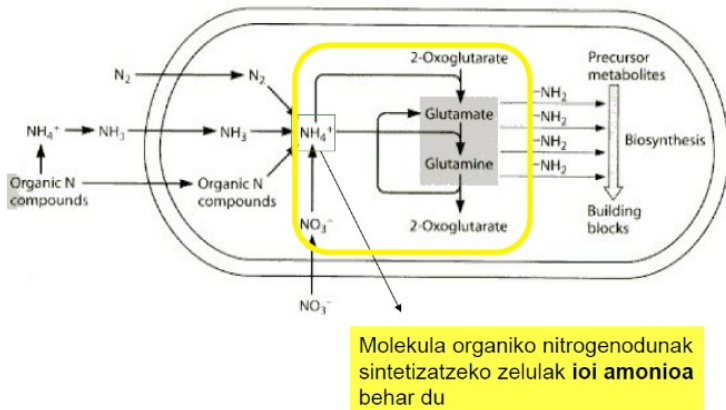 2-Oxoglutarate
Precursor
metabolites
N₂
N₂
–NH₂
Glutamate
–NH₂
NH₄⁺
NH₃
NH₃
NH₄⁺
Biosynthesis
–NH₂
Glutamine
–NH₂
Organic N
compounds
Organic N
compounds
Building
blocks
NO₃⁻
2-Oxoglutarate
NO₃⁻
Molekula organiko nitrogenodunak
sintetizatzeko zelulak ioi amonioa
behar du